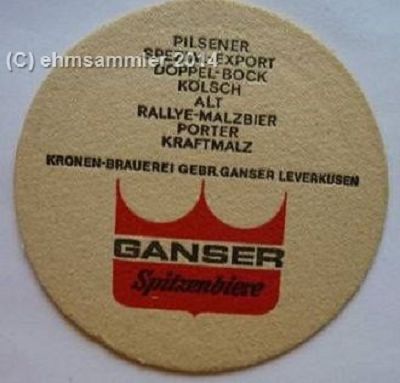 (C) ehmsammler 2014
PILSENER
EXPORT
DOPPEL-BOCK
KÖLSCH
ALT
RALLYE-MALZBIER
PORTER
KRAFTMALZ
KRONEN-BRAUEREI GEBR.GANSER LEVERKUSEN
GANSER
Spitzenbiere